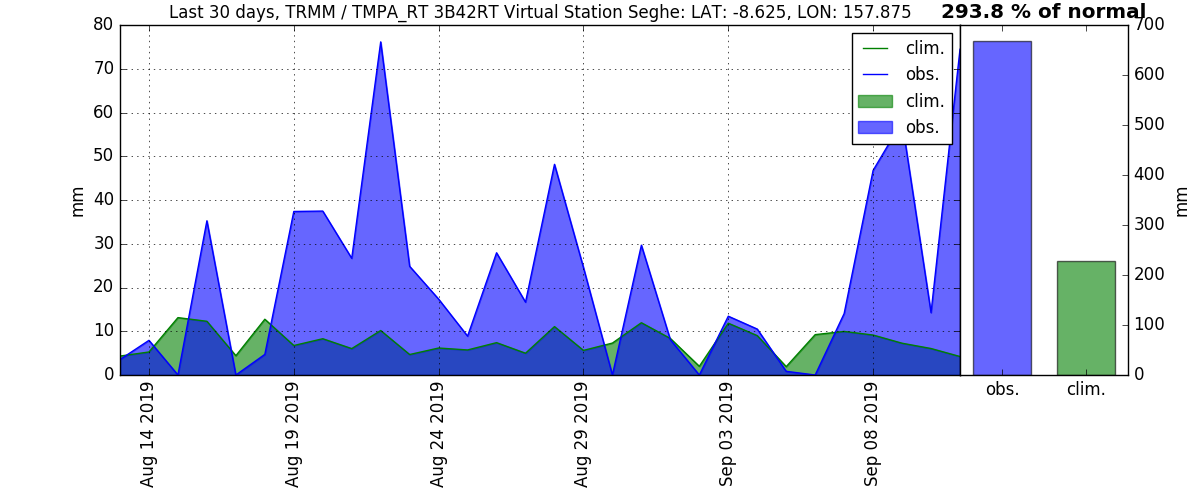 Last 30 days, TRMM / TMPA_RT 3B42RT Virtual Station Seghe: LAT: -8.625, LON: 157.875
293.8 % of normal
80
70
60
50
40
30
20
10
0
mm
clim.
obs.
clim.
obs.
Aug 14 2019
Aug 19 2019
Aug 24 2019
Aug 29 2019
Sep 03 2019
Sep 08 2019
700
600
500
400
300
200
100
0
mm
obs.
clim.